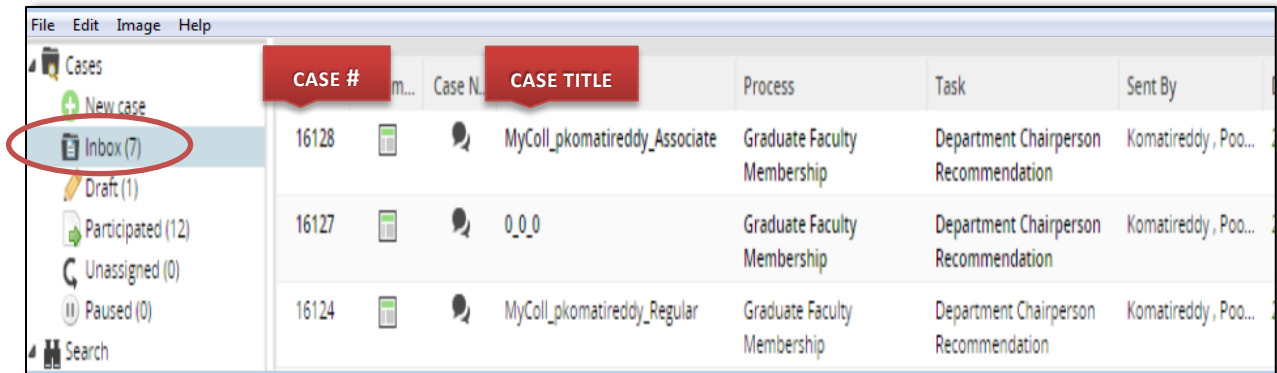 File Edit Image Help
Cases
New case
Inbox (7)
Draft (1)
Participated (12)
Unassigned (0)
Paused (0)
Search
CASE # m... Case N.. CASE TITLE Process Task Sent By
16128 MyColl_pkomatireddy_Associate Graduate Faculty Department Chairperson Komatireddy , Poo...
Membership Recommendation
16127 0_0_0 Graduate Faculty Department Chairperson Komatireddy , Poo...
Membership Recommendation
16124 MyColl_pkomatireddy_Regular Graduate Faculty Department Chairperson Komatireddy , Poo...
Membership Recommendation